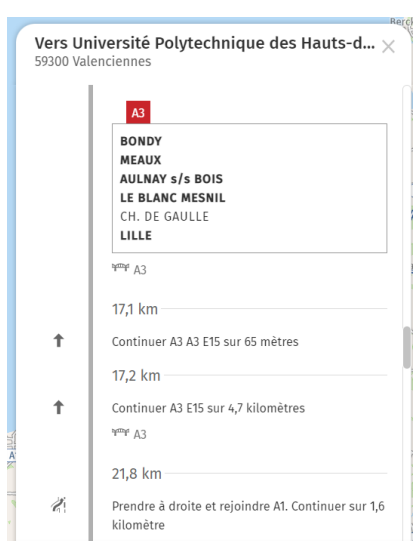 Vers Université Polytechnique des Hauts-d...
59300 Valenciennes
A3
BONDY
MEAUX
AULNAY s/s BOIS
LE BLANC MESNIL
CH. DE GAULLE
LILLE
A3
17,1 km
Continuer A3 A3 E15 sur 65 mètres
17,2 km
Continuer A3 E15 sur 4,7 kilomètres
A3
21,8 km
Prendre à droite et rejoindre A1. Continuer sur 1,6
kilomètre